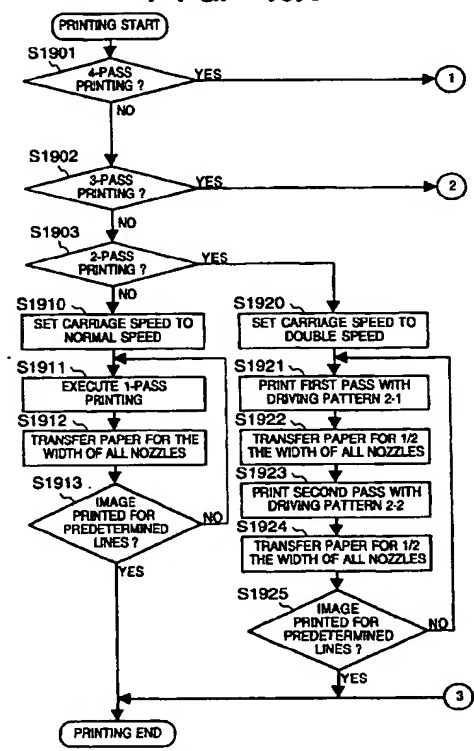 PRINTING START
S1901
4-PASS
PRINTING ?
YES
1
NO
S1902
3-PASS
PRINTING ?
YES
2
NO
S1903
2-PASS
PRINTING ?
YES
NO
S1910
SET CARRIAGE SPEED TO
NORMAL SPEED
S1911
EXECUTE 1-PASS
PRINTING
S1912
TRANSFER PAPER FOR THE
WIDTH OF ALL NOZZLES
S1913
IMAGE
PRINTED FOR
PREDETERMINED
LINES ?
NO
YES
S1920
SET CARRIAGE SPEED TO
DOUBLE SPEED
S1921
PRINT FIRST PASS WITH
DRIVING PATTERN 2-1
S1922
TRANSFER PAPER FOR 1/2
THE WIDTH OF ALL NOZZLES
S1923
PRINT SECOND PASS WITH
DRIVING PATTERN 2-2
S1924
TRANSFER PAPER FOR 1/2
THE WIDTH OF ALL NOZZLES
S1925
IMAGE
PRINTED FOR
PREDETERMINED
LINES ?
NO
YES
3
PRINTING END